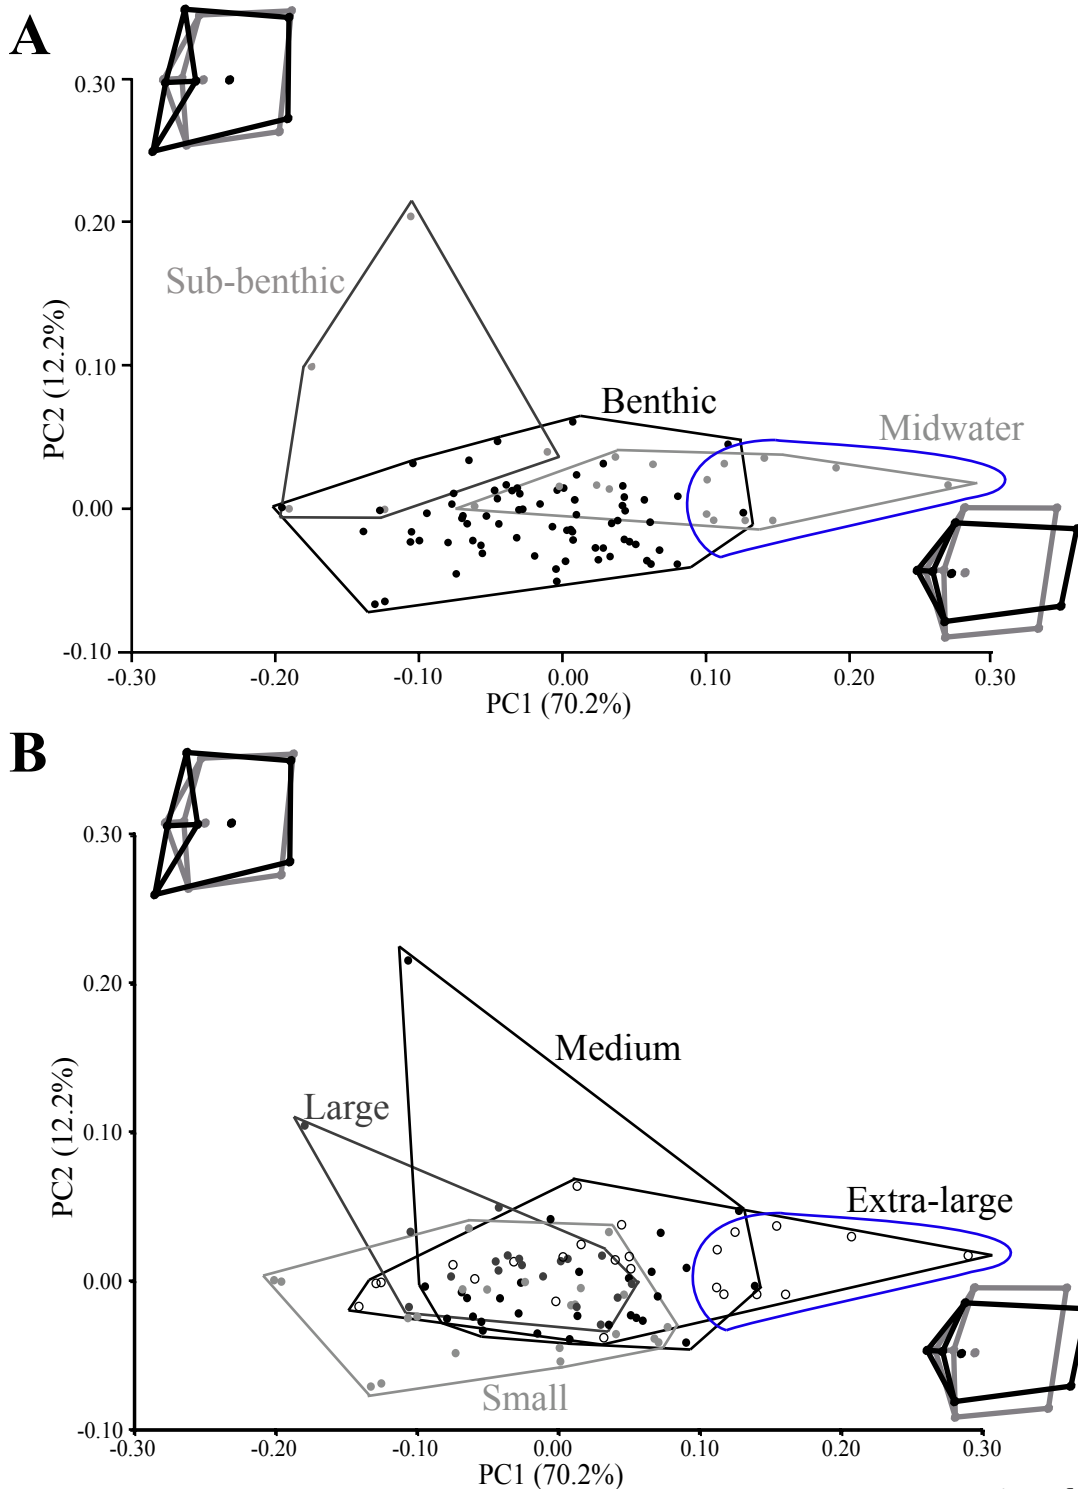 A
0.30
0.20
Sub-benthic
PC2 (12.2%)
0.10
Benthic
Midwater
0.00
-0.10
-0.30 -0.20 -0.10 0.00 0.10 0.20 0.30
PC1 (70.2%)
B
0.30
0.20
Medium
Large
PC2 (12.2%)
0.10
Extra-large
0.00
Small
-0.10
-0.30 -0.20 -0.10 0.00 0.10 0.20 0.30
PC1 (70.2%)